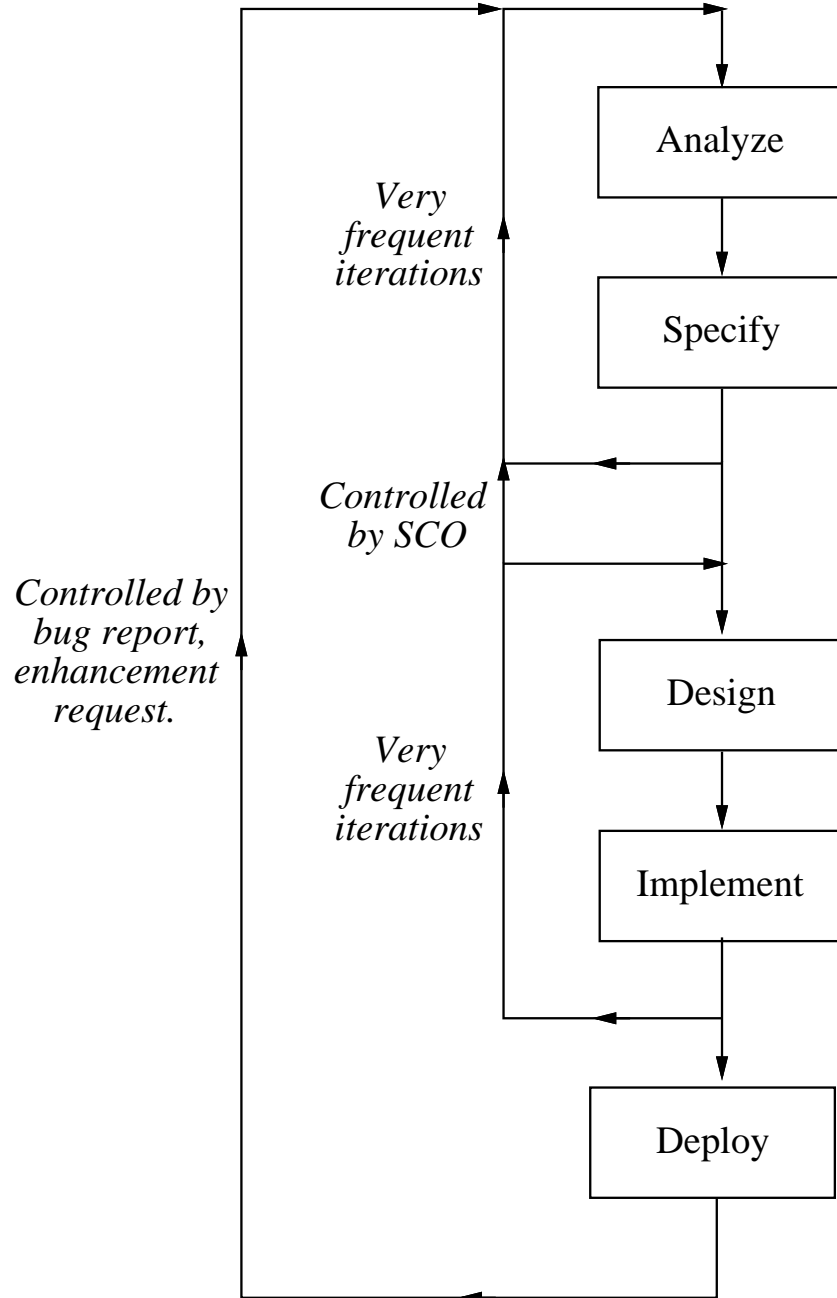 Analyze
Very
frequent
iterations
Specify
Controlled
by SCO
Controlled by
bug report,
enhancement
request.
Design
Very
frequent
iterations
Implement
Deploy